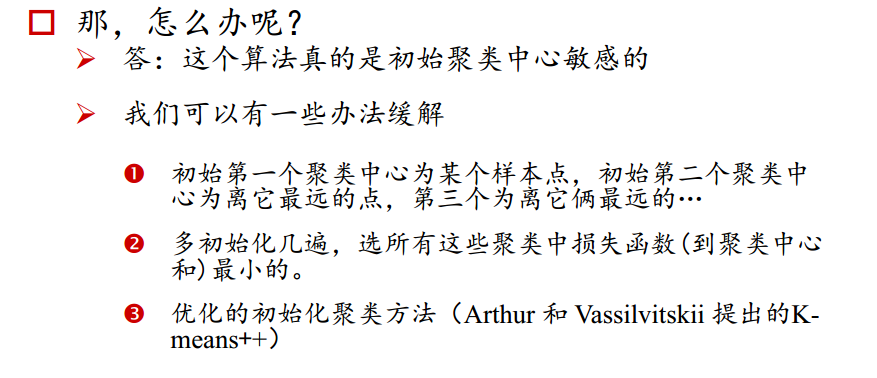 那，怎么办呢？
答：这个算法真的是初始聚类中心敏感的
我们可以有一些办法缓解
❶ 初始第一个聚类中心为某个样本点，初始第二个聚类中
心为离它最远的点，第三个为离它俩最远的…
❷ 多初始化几遍，选所有这些聚类中损失函数(到聚类中心
和)最小的。
❸ 优化的初始化聚类方法（Arthur 和 Vassilvitskii 提出的K-
means++）